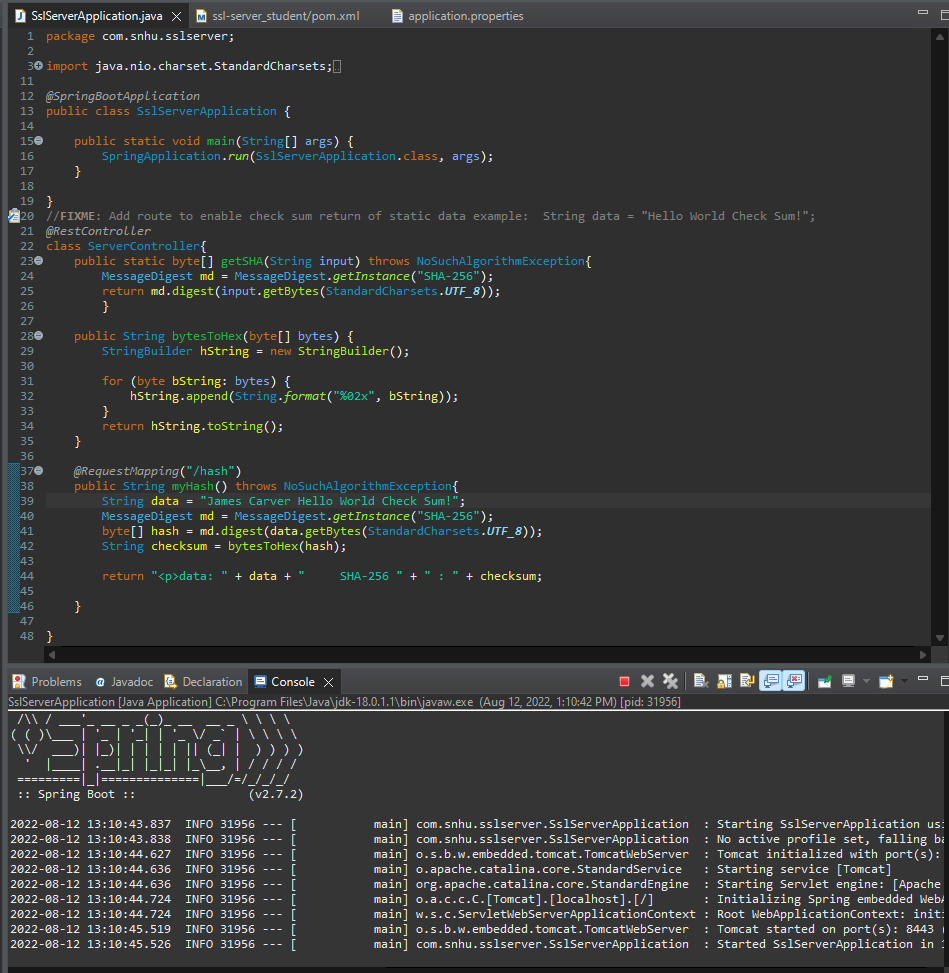 SslServerApplication.java
ssl-server_student/pom.xml
application.properties
1 package com.snhu.sslserver;
2
3 import java.nio.charset.StandardCharsets;
11
12 @SpringBootApplication
13 public class SslServerApplication {
14
15     public static void main(String[] args) {
16         SpringApplication.run(SslServerApplication.class, args);
17     }
18
19 }
20 //FIXME: Add route to enable check sum return of static data example:  String data = "Hello World Check Sum!";
21 @RestController
22 class ServerController{
23     public static byte[] getSHA(String input) throws NoSuchAlgorithmException{
24         MessageDigest md = MessageDigest.getInstance("SHA-256");
25         return md.digest(input.getBytes(StandardCharsets.UTF_8));
26         }
27
28     public String bytesToHex(byte[] bytes) {
29         StringBuilder hString = new StringBuilder();
30
31         for (byte bString: bytes) {
32             hString.append(String.format("%02x", bString));
33         }
34         return hString.toString();
35     }
36
37     @RequestMapping("/hash")
38     public String myHash() throws NoSuchAlgorithmException{
39         String data = "James Carver Hello World Check Sum!";
40         MessageDigest md = MessageDigest.getInstance("SHA-256");
41         byte[] hash = md.digest(data.getBytes(StandardCharsets.UTF_8));
42         String checksum = bytesToHex(hash);
43
44         return "<p>data: " + data + "     SHA-256 " + " : " + checksum;
45
46     }
47
48 }
Problems @ Javadoc Declaration Console
SslServerApplication [Java Application] C:\Program Files\Java\jdk-18.0.1.1\bin\javaw.exe (Aug 12, 2022, 1:10:42 PM) [pid: 31956]
 /\\ / ___'_ __ _ _(_)_ __  __ _ \ \ \ \
( ( )\___ | '_ | '_| | '_ \/ _` | \ \ \ \
 \\/  ___)| |_)| | | | | || (_| |  ) ) ) )
  '  |____| .__|_| |_|_| |_\__, | / / / /
 =========|_|==============|___/=/_/_/_/
 :: Spring Boot ::                (v2.7.2)
2022-08-12 13:10:43.837  INFO 31956 --- [           main] com.snhu.sslserver.SslServerApplication  : Starting SslServerApplication usi
2022-08-12 13:10:43.838  INFO 31956 --- [           main] com.snhu.sslserver.SslServerApplication  : No active profile set, falling ba
2022-08-12 13:10:44.627  INFO 31956 --- [           main] o.s.b.w.embedded.tomcat.TomcatWebServer  : Tomcat initialized with port(s):
2022-08-12 13:10:44.636  INFO 31956 --- [           main] o.apache.catalina.core.StandardService   : Starting service [Tomcat]
2022-08-12 13:10:44.636  INFO 31956 --- [           main] org.apache.catalina.core.StandardEngine  : Starting Servlet engine: [Apache
2022-08-12 13:10:44.724  INFO 31956 --- [           main] o.a.c.c.C.[Tomcat].[localhost].[/]       : Initializing Spring embedded WebA
2022-08-12 13:10:44.724  INFO 31956 --- [           main] w.s.c.ServletWebServerApplicationContext : Root WebApplicationContext: initi
2022-08-12 13:10:45.519  INFO 31956 --- [           main] o.s.b.w.embedded.tomcat.TomcatWebServer  : Tomcat started on port(s): 8443 (
2022-08-12 13:10:45.526  INFO 31956 --- [           main] com.snhu.sslserver.SslServerApplication  : Started SslServerApplication in